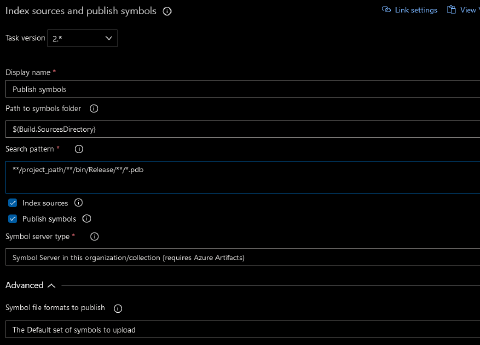 Index sources and publish symbols
Link settings View
Task version 2.*
Display name *
Publish symbols
Path to symbols folder
$(Build.SourcesDirectory)
Search pattern *
**/project_path/**/bin/Release/**/*.pdb
Index sources
Publish symbols
Symbol server type *
Symbol Server in this organization/collection (requires Azure Artifacts)
Advanced
Symbol file formats to publish
The Default set of symbols to upload